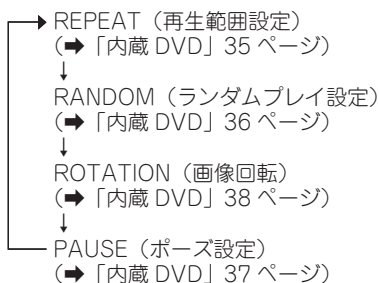 REPEAT（再生範囲設定）
（➡「内蔵 DVD」35 ページ）
↓
RANDOM（ランダムプレイ設定）
（➡「内蔵 DVD」36 ページ）
↓
ROTATION（画像回転）
（➡「内蔵 DVD」38 ページ）
↓
PAUSE（ポーズ設定）
（➡「内蔵 DVD」37 ページ）